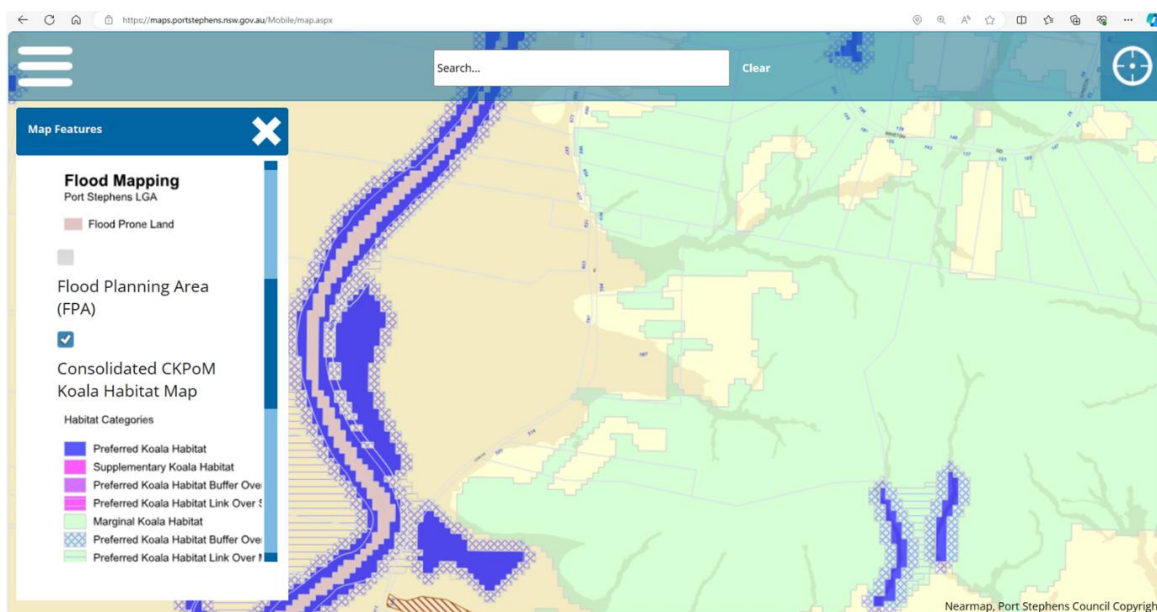 https://maps.portstephens.nsw.gov.au/Mobile/map.aspx
Search...
Clear
Map Features
Flood Mapping
Port Stephens LGA
Flood Prone Land
Flood Planning Area
(FPA)
Consolidated CKPoM
Koala Habitat Map
Habitat Categories
Preferred Koala Habitat
Supplementary Koala Habitat
Preferred Koala Habitat Buffer Ove
Preferred Koala Habitat Link Over S
Marginal Koala Habitat
Preferred Koala Habitat Buffer Ove
Preferred Koala Habitat Link Over M
Nearmap, Port Stephens Council Copyrigh